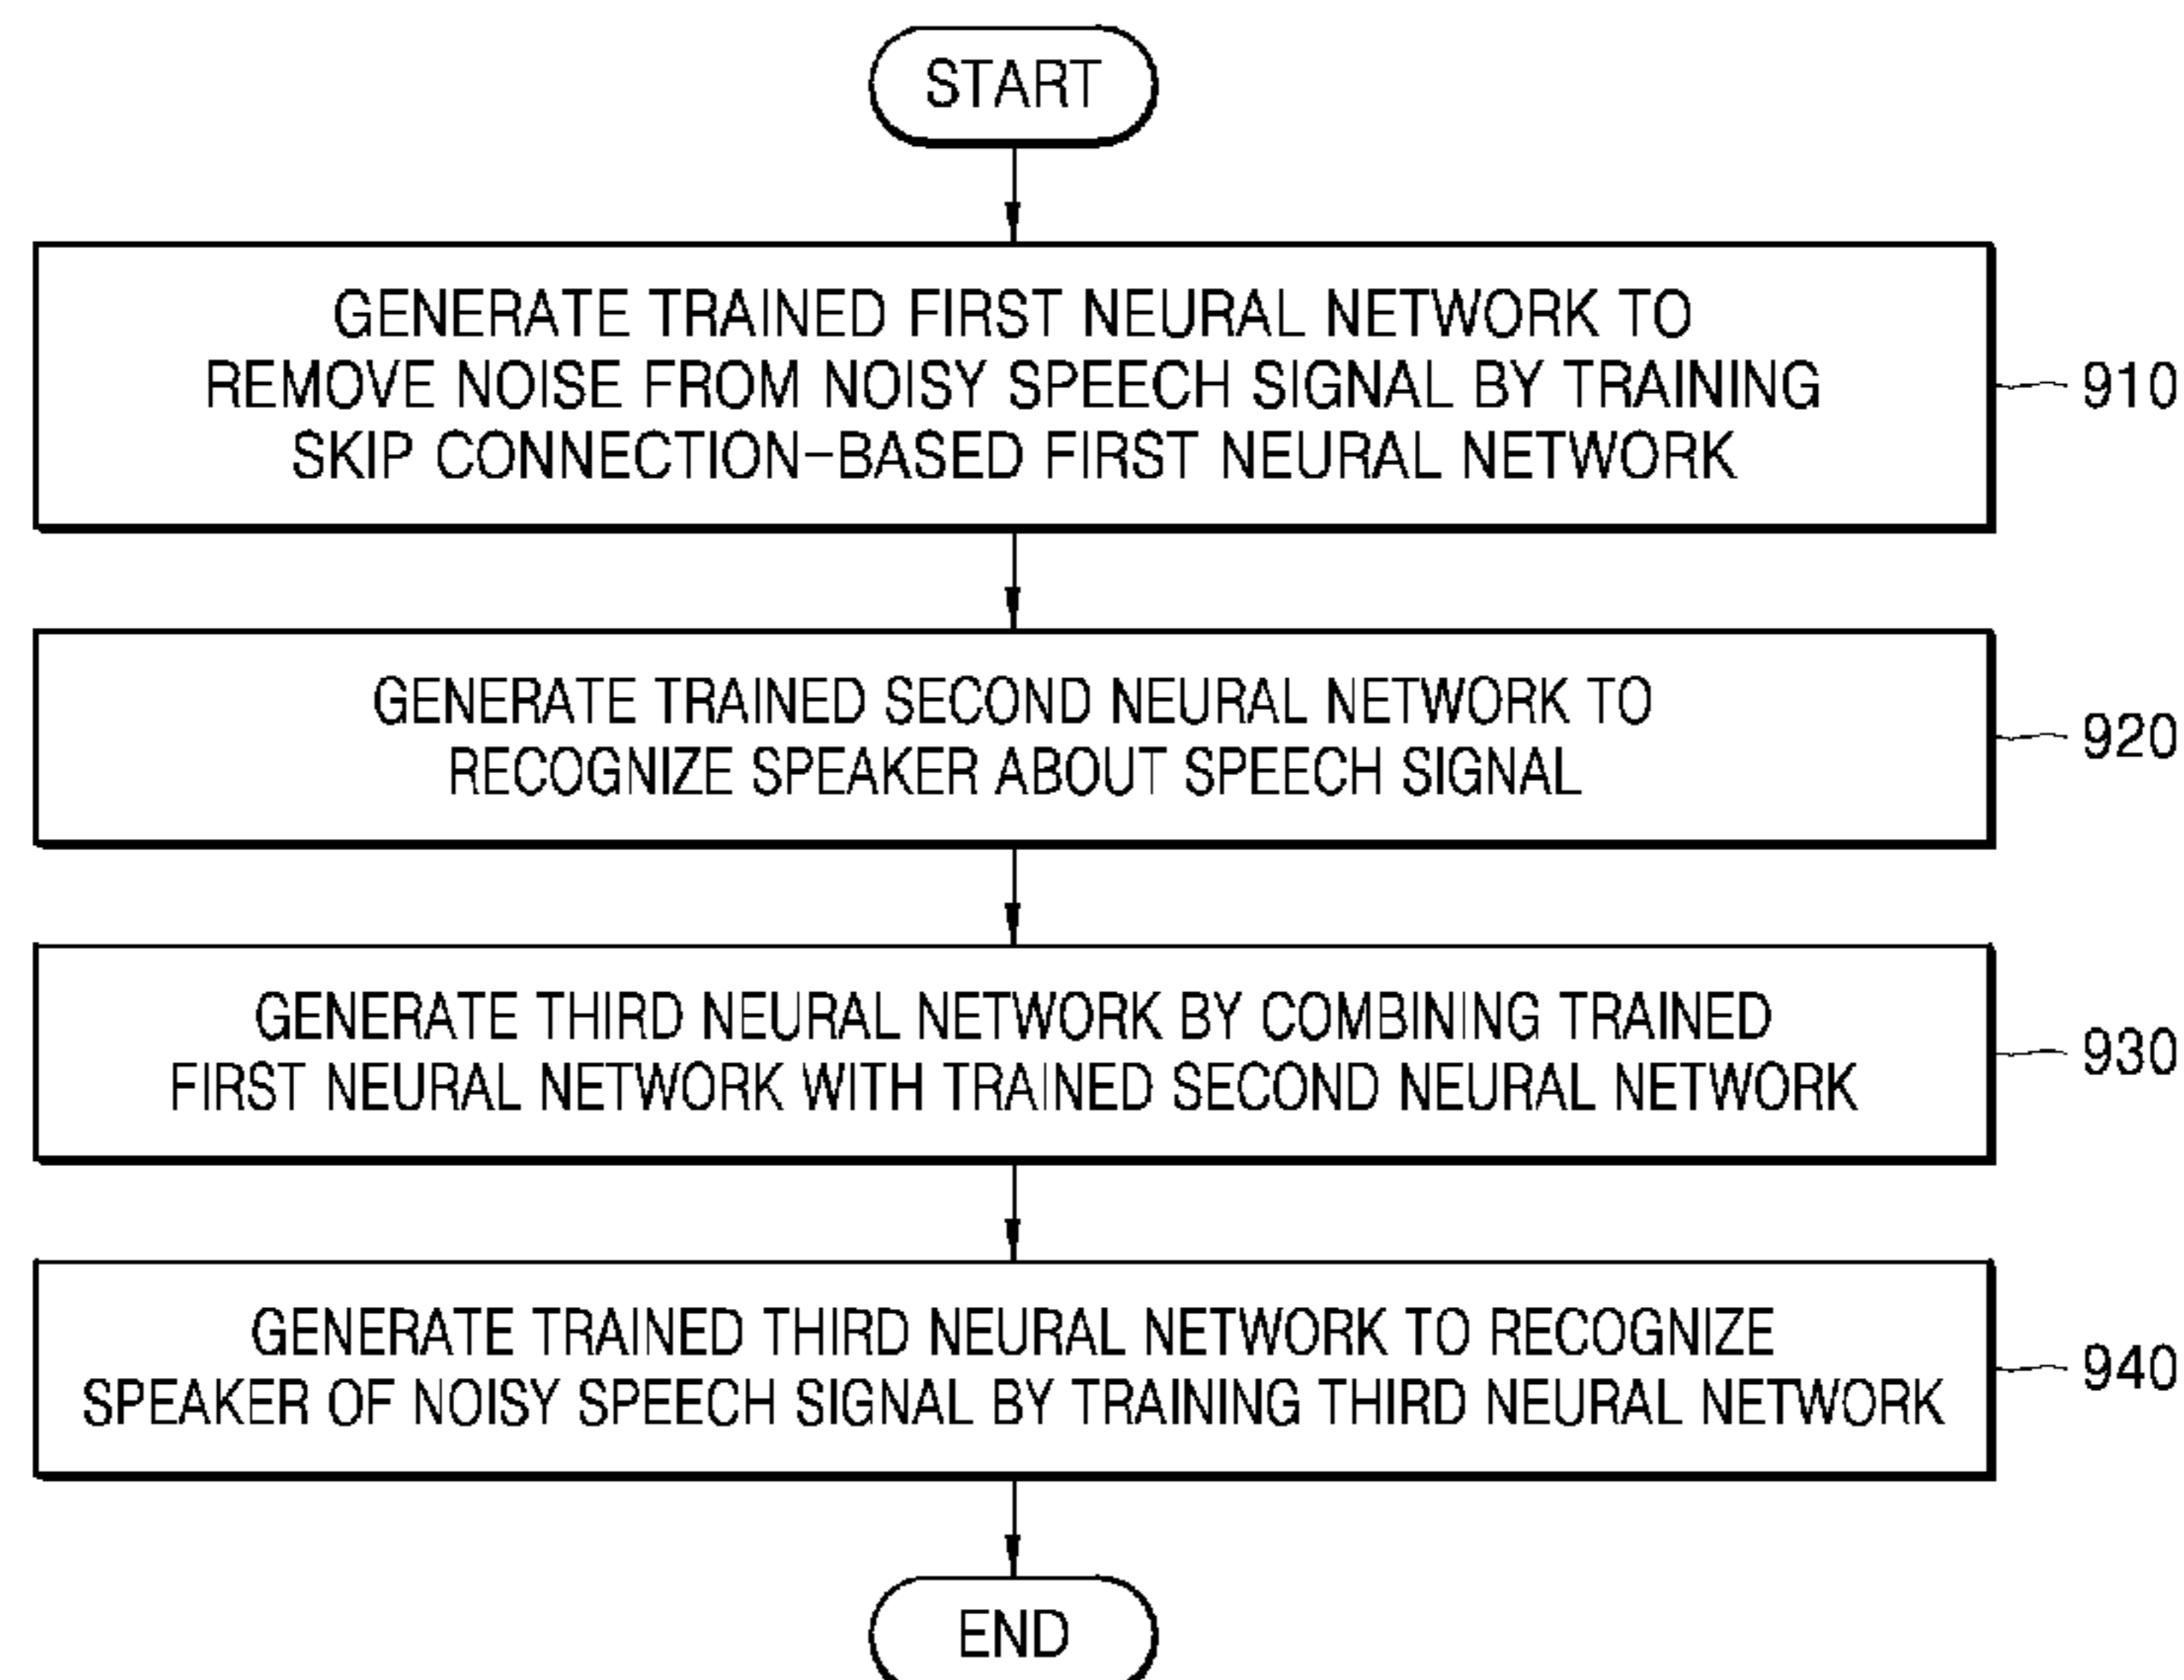 START
GENERATE TRAINED FIRST NEURAL NETWORK TO
REMOVE NOISE FROM NOISY SPEECH SIGNAL BY TRAINING
SKIP CONNECTION-BASED FIRST NEURAL NETWORK
910
GENERATE TRAINED SECOND NEURAL NETWORK TO
RECOGNIZE SPEAKER ABOUT SPEECH SIGNAL
920
GENERATE THIRD NEURAL NETWORK BY COMBINING TRAINED
FIRST NEURAL NETWORK WITH TRAINED SECOND NEURAL NETWORK
930
GENERATE TRAINED THIRD NEURAL NETWORK TO RECOGNIZE
SPEAKER OF NOISY SPEECH SIGNAL BY TRAINING THIRD NEURAL NETWORK
940
END